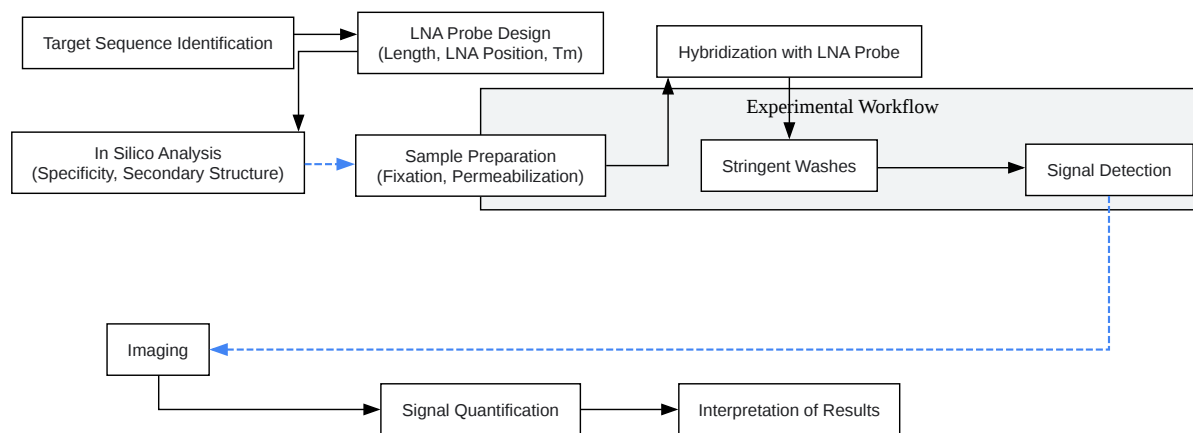 Target Sequence Identification
LNA Probe Design
(Length, LNA Position, Tm)
Hybridization with LNA Probe
Experimental Workflow
In Silico Analysis
(Specificity, Secondary Structure)
Sample Preparation
(Fixation, Permeabilization)
Stringent Washes
Signal Detection
Imaging
Signal Quantification
Interpretation of Results